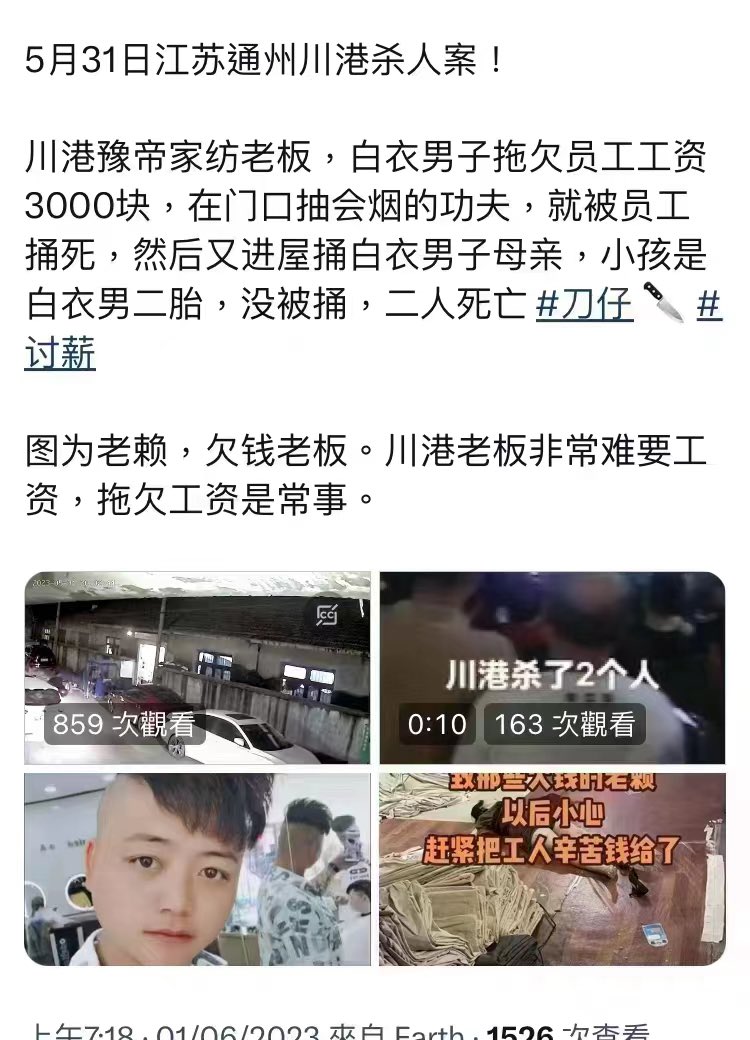 5月31日江苏通州川港杀人案！
川港豫帝家纺老板，白衣男子拖欠员工工资
3000块，在门口抽会烟的功夫，就被员工
捅死，然后又进屋捅白衣男子母亲，小孩是
白衣男二胎，没被捅，二人死亡 #刀仔 #
讨薪
图为老赖，欠钱老板。川港老板非常难要工
资，拖欠工资是常事。
859 次觀看
川港杀了2个人
0:10 163 次觀看
致那些欠钱的老赖
以后小心
赶紧把工人辛苦钱给了
上午7:18 · 01/06/2023 來自 Earth · 1526 次查看